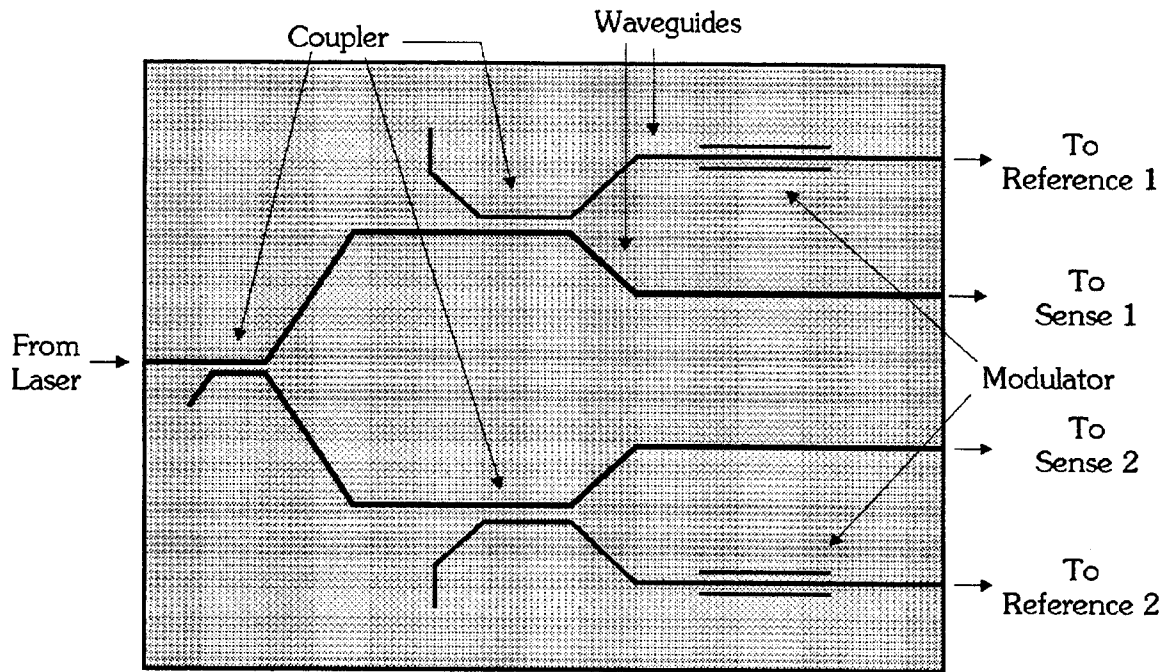 Coupler
Waveguides
To
Reference 1
To
Sense 1
From
Laser
Modulator
To
Sense 2
To
Reference 2